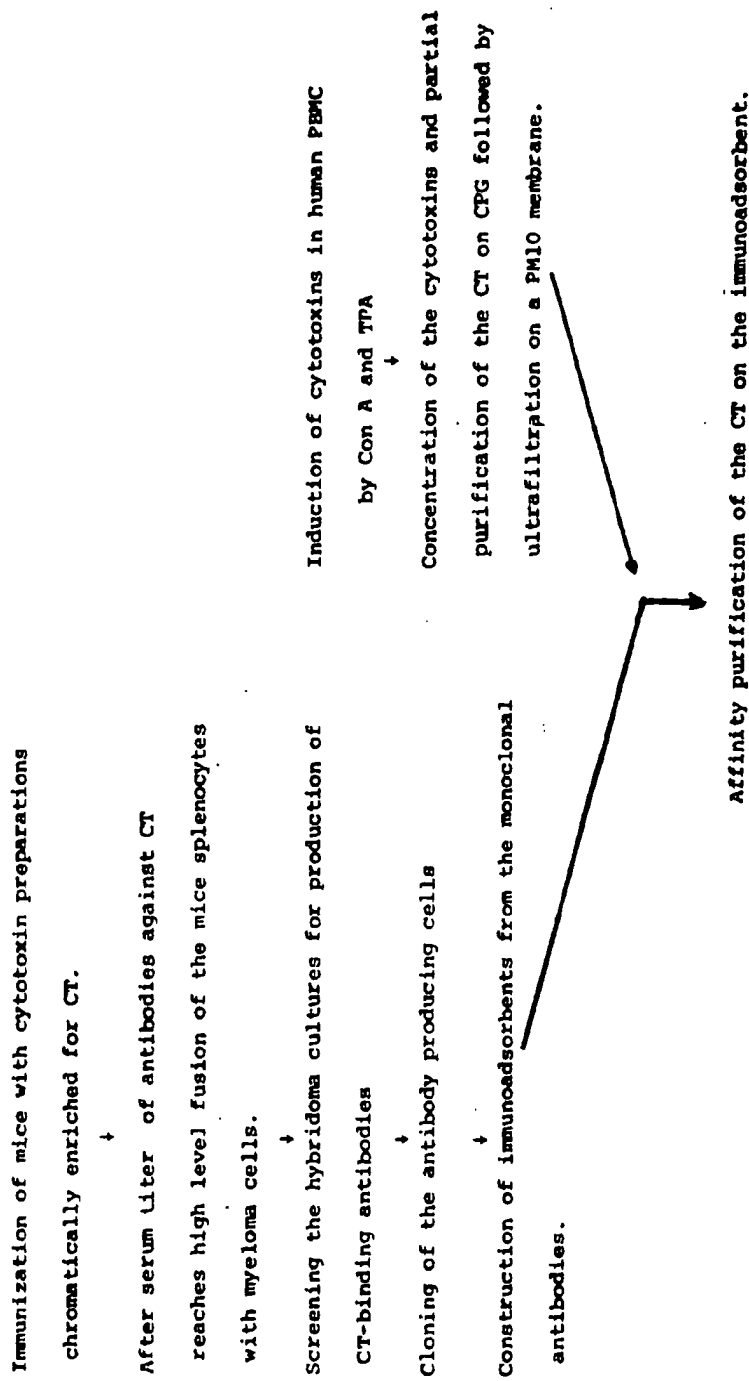 Immunization of mice with cytotoxin preparations
chromatically enriched for CT.
↓
After serum titer of antibodies against CT
reaches high level fusion of the mice splenocytes
with myeloma cells.
↓
Screening the hybridoma cultures for production of
CT-binding antibodies
↓
Cloning of the antibody producing cells
↓
Construction of immunoadsorbents from the monoclonal
antibodies.
Induction of cytotoxins in human PBMC
by Con A and TPA
↓
Concentration of the cytotoxins and partial
purification of the CT on CPG followed by
ultrafiltration on a PM10 membrane.
Affinity purification of the CT on the immunoadsorbent.